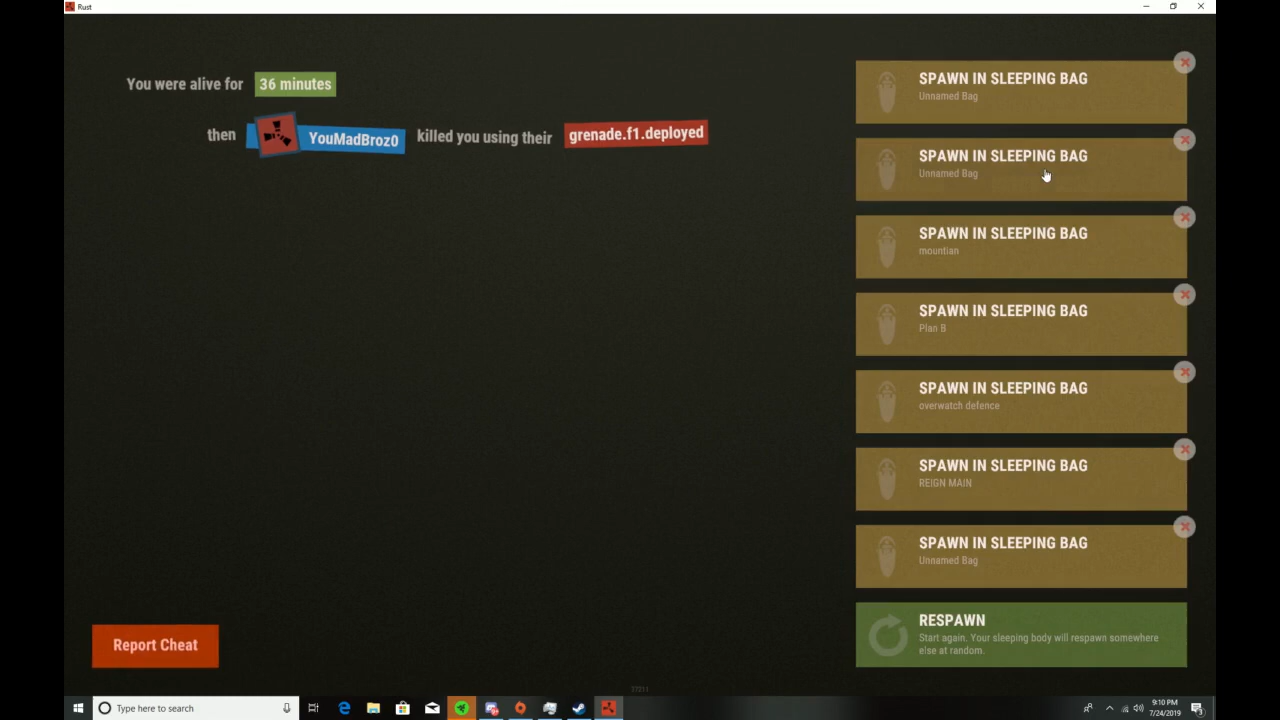 Rust
You were alive for 36 minutes
then YouMadBroz0 killed you using their grenade.f1.deployed
SPAWN IN SLEEPING BAG
Unnamed Bag
SPAWN IN SLEEPING BAG
Unnamed Bag
SPAWN IN SLEEPING BAG
mountian
SPAWN IN SLEEPING BAG
Plan B
SPAWN IN SLEEPING BAG
overwatch defence
SPAWN IN SLEEPING BAG
REIGN MAIN
SPAWN IN SLEEPING BAG
Unnamed Bag
RESPAWN
Start again. Your sleeping body will respawn somewhere
else at random.
Report Cheat
Type here to search
9:10 PM
7/24/2019